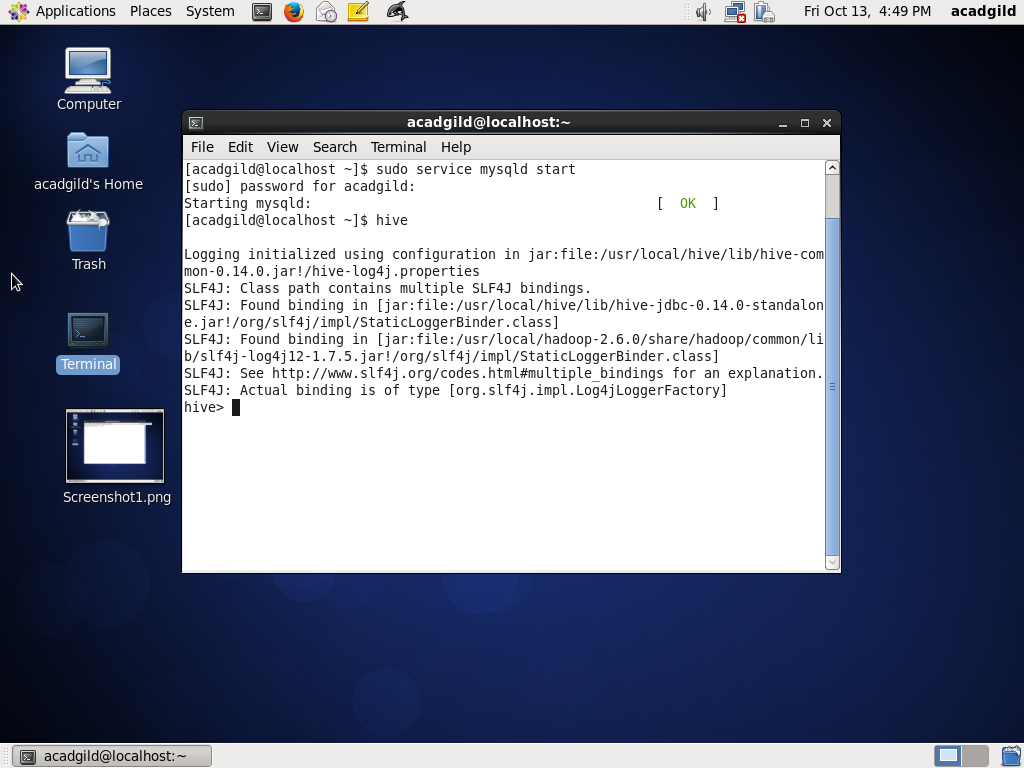 Applications Places System Fri Oct 13, 4:49 PM acadgild
Computer
acadgild's Home
Trash
Terminal
Screenshot1.png
acadgild@localhost:~
File Edit View Search Terminal Help
[acadgild@localhost ~]$ sudo service mysqld start
[sudo] password for acadgild:
Starting mysqld: [ OK ]
[acadgild@localhost ~]$ hive
Logging initialized using configuration in jar:file:/usr/local/hive/lib/hive-com
mon-0.14.0.jar!/hive-log4j.properties
SLF4J: Class path contains multiple SLF4J bindings.
SLF4J: Found binding in [jar:file:/usr/local/hive/lib/hive-jdbc-0.14.0-standalon
e.jar!/org/slf4j/impl/StaticLoggerBinder.class]
SLF4J: Found binding in [jar:file:/usr/local/hadoop-2.6.0/share/hadoop/common/li
b/slf4j-log4j12-1.7.5.jar!/org/slf4j/impl/StaticLoggerBinder.class]
SLF4J: See http://www.slf4j.org/codes.html#multiple_bindings for an explanation.
SLF4J: Actual binding is of type [org.slf4j.impl.Log4jLoggerFactory]
hive>
acadgild@localhost:~